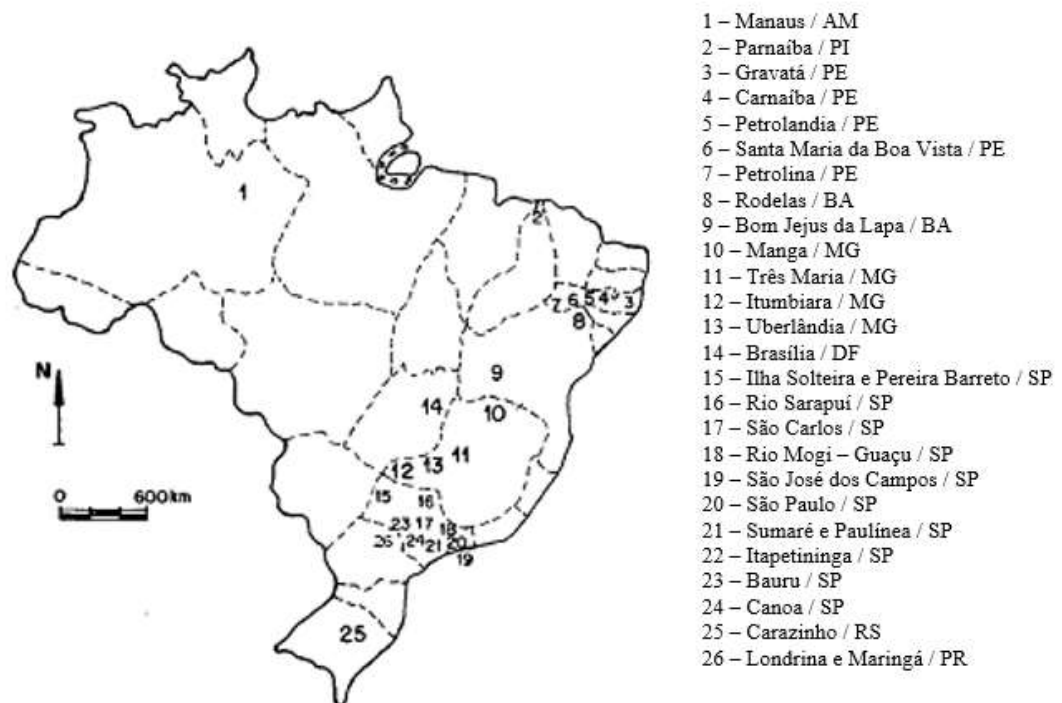 1 – Manaus / AM
2 – Parnaíba / PI
3 – Gravatá / PE
4 – Carnaíba / PE
5 – Petrolandia / PE
6 – Santa Maria da Boa Vista / PE
7 – Petrolina / PE
8 – Rodelas / BA
9 – Bom Jejus da Lapa / BA
10 – Manga / MG
11 – Três Maria / MG
12 – Itumbiara / MG
13 – Uberlândia / MG
14 – Brasília / DF
15 – Ilha Solteira e Pereira Barreto / SP
16 – Rio Sarapuí / SP
17 – São Carlos / SP
18 – Rio Mogi – Guaçu / SP
19 – São José dos Campos / SP
20 – São Paulo / SP
21 – Sumaré e Paulínea / SP
22 – Itapetininga / SP
23 – Bauru / SP
24 – Canoa / SP
25 – Carazinho / RS
26 – Londrina e Maringá / PR
1
2
7 6 5 4 3
8
9
10
14
11
12 13
15
16
23 17 18
26 24 21 20
19
25
N
0 600km